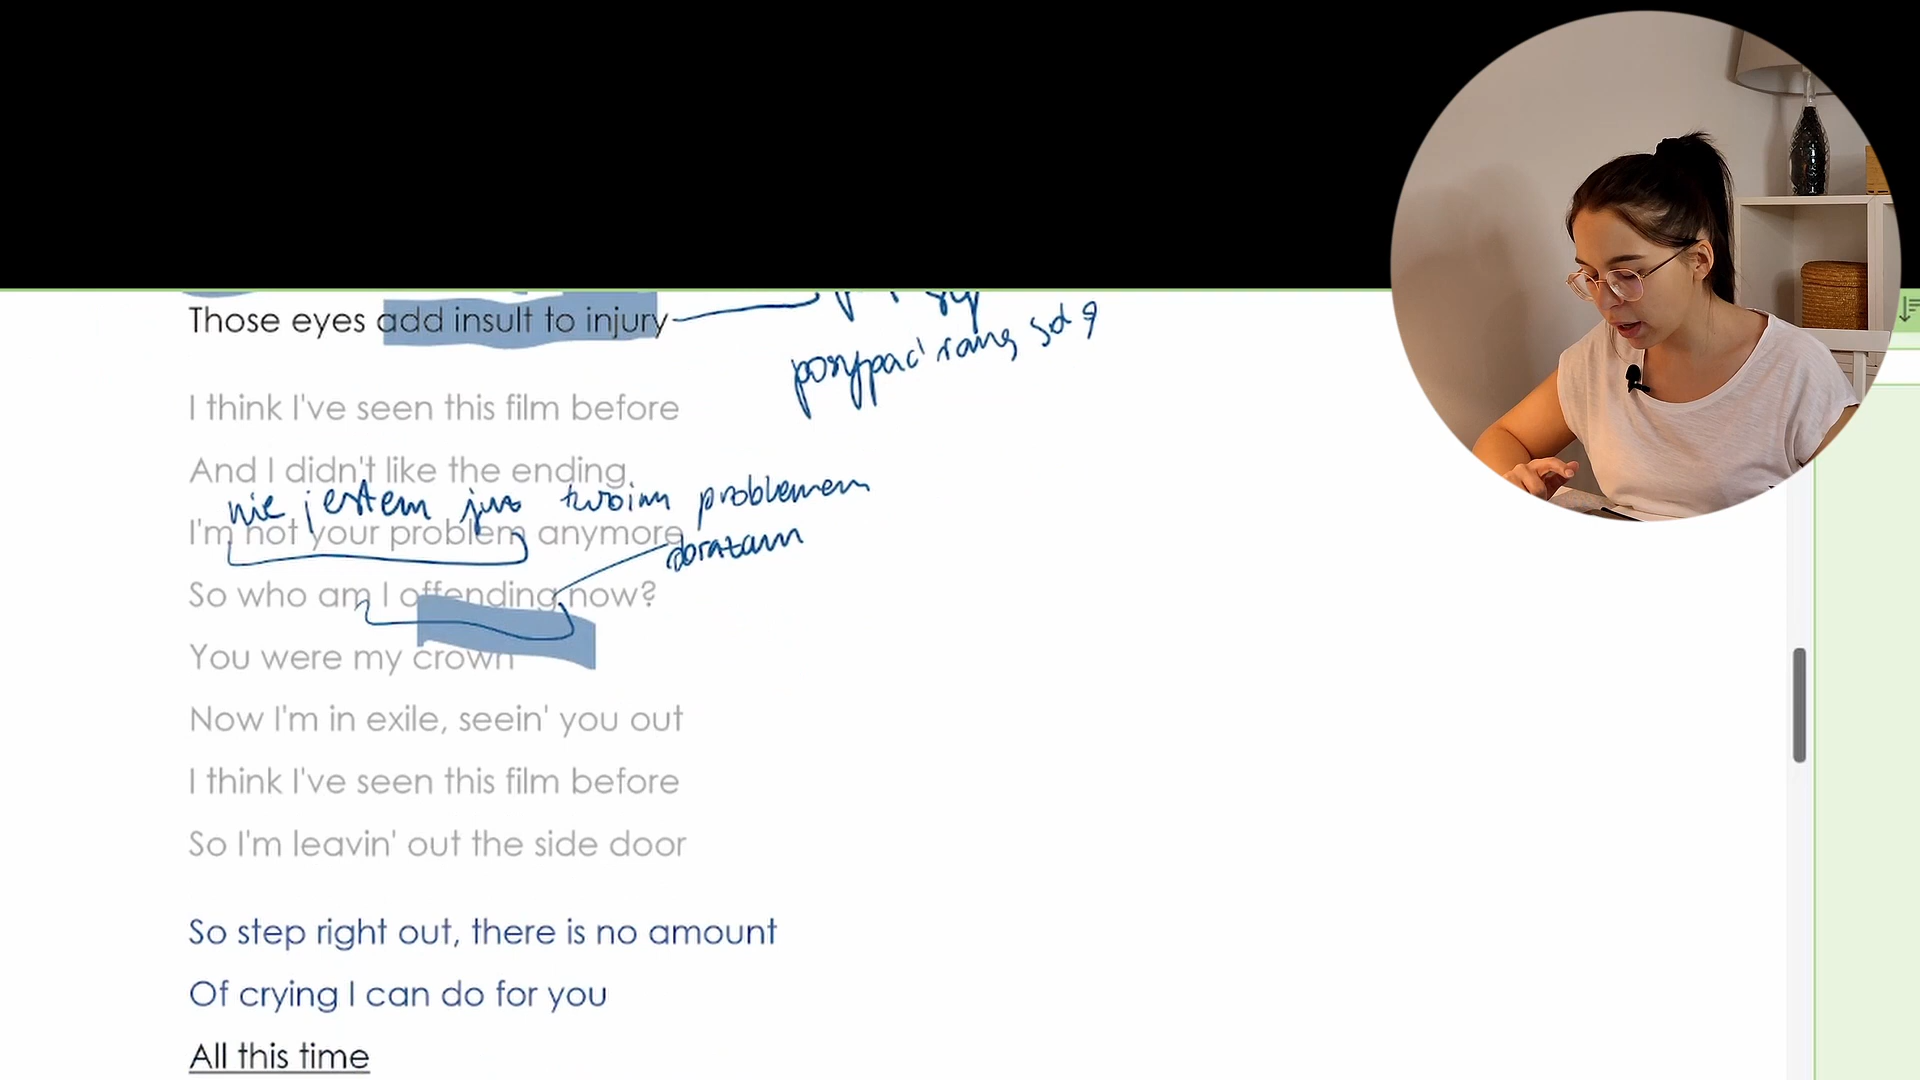 Those eyes add insult to injury
posypać ranę solą
I think I've seen this film before
And I didn't like the ending
nie jestem już twoim problemem
I'm not your problem anymore
obrażam
So who am I offending now?
You were my crown
Now I'm in exile, seein' you out
I think I've seen this film before
So I'm leavin' out the side door
So step right out, there is no amount
Of crying I can do for you
All this time